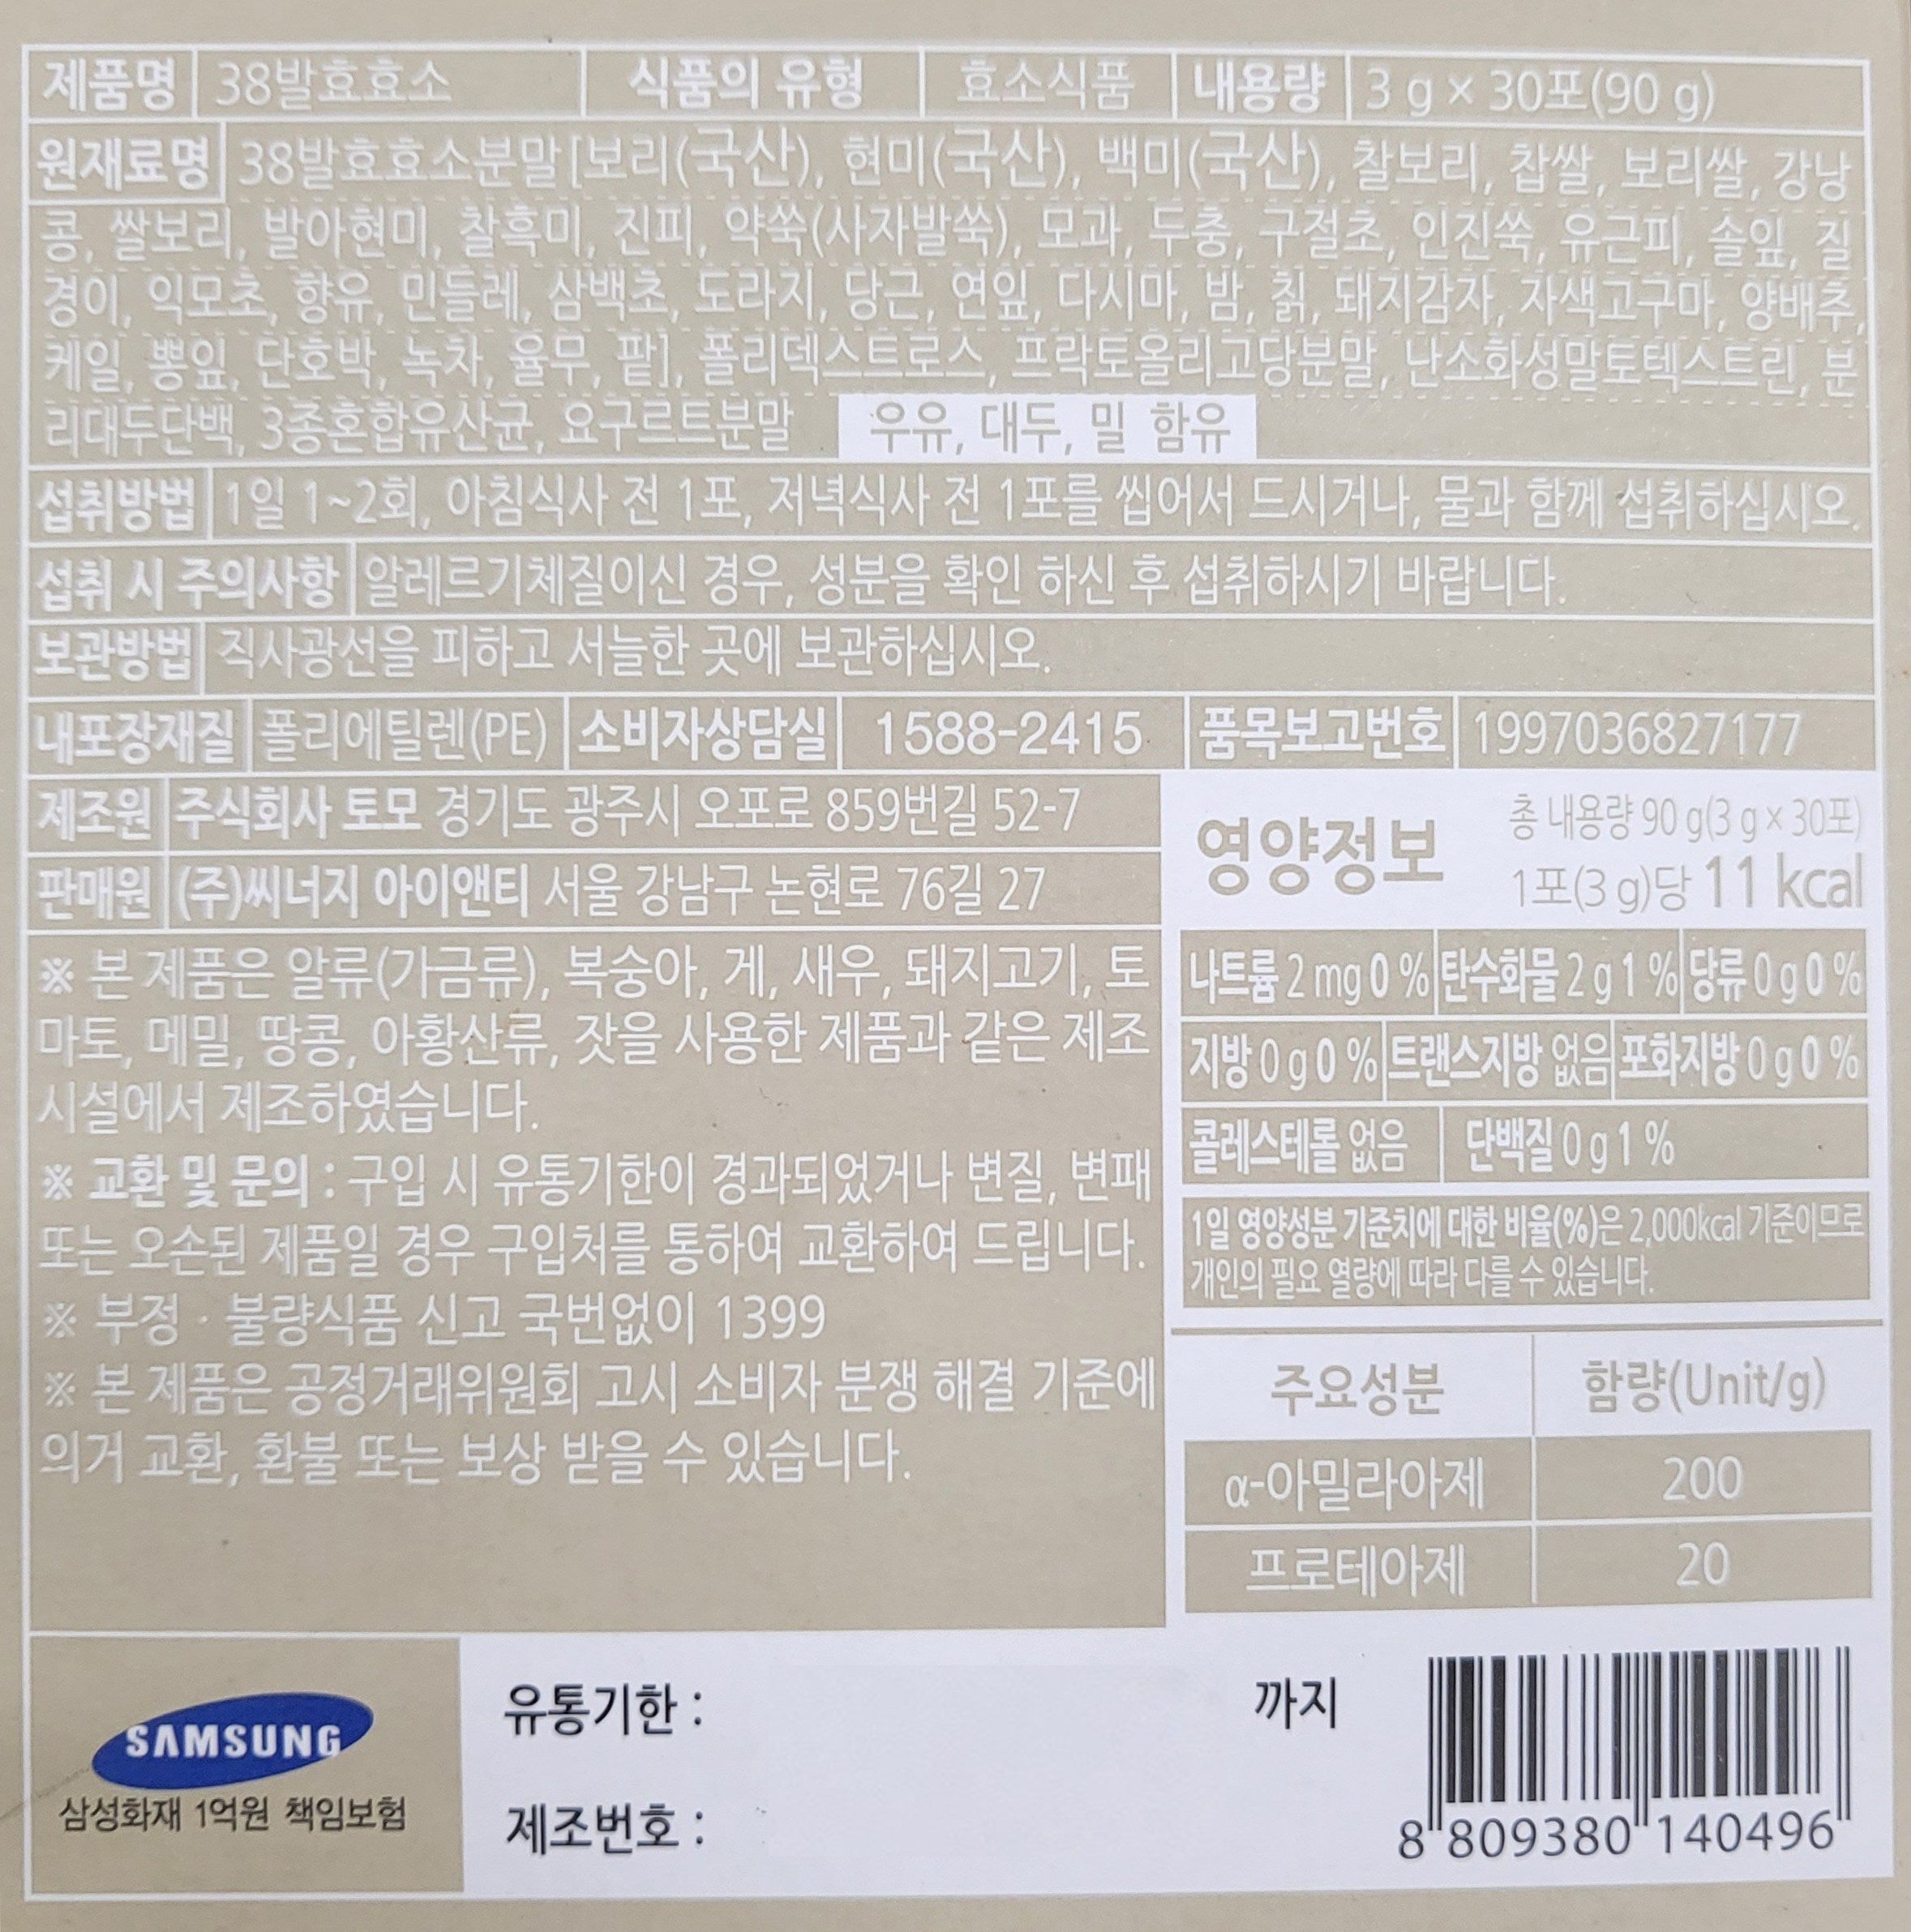 제품명 38발효효소 식품의 유형 효소식품 내용량 3 g × 30포(90 g)
원재료명 38발효효소분말[보리(국산), 현미(국산), 백미(국산), 찰보리, 찹쌀, 보리쌀, 강낭
콩, 쌀보리, 발아현미, 찰흑미, 진피, 약쑥(사자발쑥), 모과, 두충, 구절초, 인진쑥, 유근피, 솔잎, 질
경이, 익모초, 향유, 민들레, 삼백초, 도라지, 당근, 연잎, 다시마, 밤, 칡, 돼지감자, 자색고구마, 양배추,
케일, 뽕잎, 단호박, 녹차, 율무, 팥], 폴리덱스트로스, 프락토올리고당분말, 난소화성말토덱스트린, 분
리대두단백, 3종혼합유산균, 요구르트분말 우유, 대두, 밀 함유
섭취방법 1일 1~2회, 아침식사 전 1포, 저녁식사 전 1포를 씹어서 드시거나, 물과 함께 섭취하십시오.
섭취 시 주의사항 알레르기체질이신 경우, 성분을 확인 하신 후 섭취하시기 바랍니다.
보관방법 직사광선을 피하고 서늘한 곳에 보관하십시오.
내포장재질 폴리에틸렌(PE) 소비자상담실 1588-2415 품목보고번호 1997036827177
제조원 주식회사 토모 경기도 광주시 오포로 859번길 52-7
판매원 (주)씨너지 아이앤티 서울 강남구 논현로 76길 27
※ 본 제품은 알류(가금류), 복숭아, 게, 새우, 돼지고기, 토
마토, 메밀, 땅콩, 아황산류, 잣을 사용한 제품과 같은 제조
시설에서 제조하였습니다.
※ 교환 및 문의 : 구입 시 유통기한이 경과되었거나 변질, 변패
또는 오손된 제품일 경우 구입처를 통하여 교환하여 드립니다.
※ 부정 · 불량식품 신고 국번없이 1399
※ 본 제품은 공정거래위원회 고시 소비자 분쟁 해결 기준에
의거 교환, 환불 또는 보상 받을 수 있습니다.
영양정보
총 내용량 90 g(3 g × 30포)
1포(3 g)당 11 kcal
나트륨 2 mg 0 % 탄수화물 2 g 1 % 당류 0 g 0 %
지방 0 g 0 % 트랜스지방 없음 포화지방 0 g 0 %
콜레스테롤 없음 단백질 0 g 1 %
1일 영양성분 기준치에 대한 비율(%)은 2,000kcal 기준이므로
개인의 필요 열량에 따라 다를 수 있습니다.
주요성분 함량(Unit/g)
α-아밀라아제 200
프로테아제 20
SAMSUNG
삼성화재 1억원 책임보험
유통기한 : 까지
제조번호 :
8 809380 140496